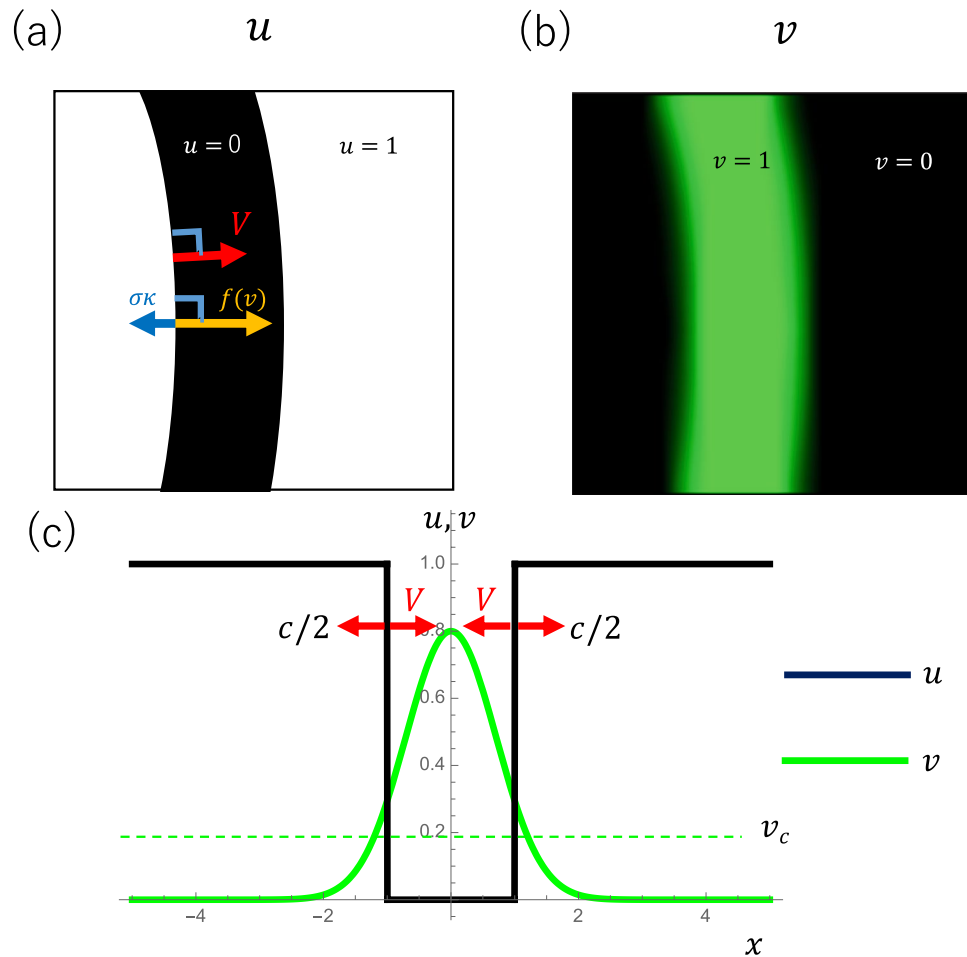 (a)
u
(b)
v
u = 0
u = 1
V
σκ
f(v)
v = 1
v = 0
(c)
u, v
1.0
0.8
0.6
0.4
0.2
V
V
c/2
c/2
u
v
v_c
−4
−2
2
4
x